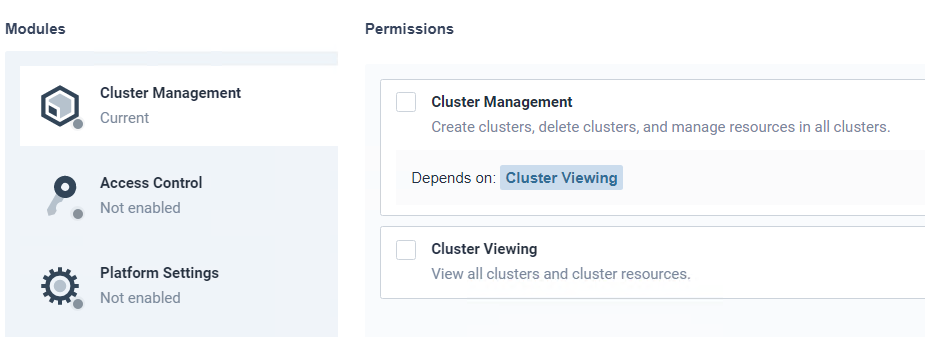 Modules
Cluster Management
Current
Access Control
Not enabled
Platform Settings
Not enabled
Permissions
Cluster Management
Create clusters, delete clusters, and manage resources in all clusters.
Depends on: Cluster Viewing
Cluster Viewing
View all clusters and cluster resources.